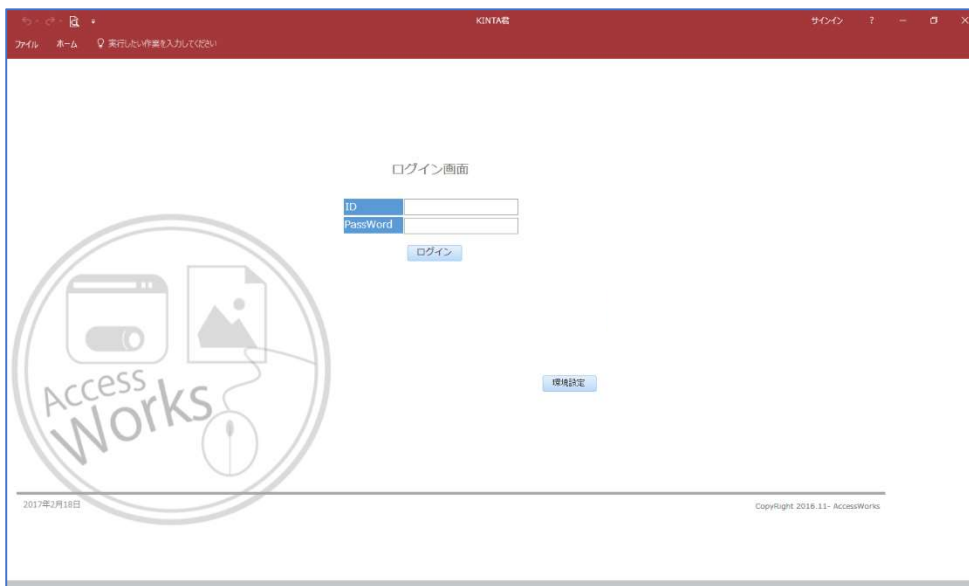 KINTA君
サインイン ?
ファイル ホーム 実行したい作業を入力してください
ログイン画面
ID
PassWord
ログイン
Access
Works
環境設定
2017年2月18日
CopyRight 2016.11- AccessWorks